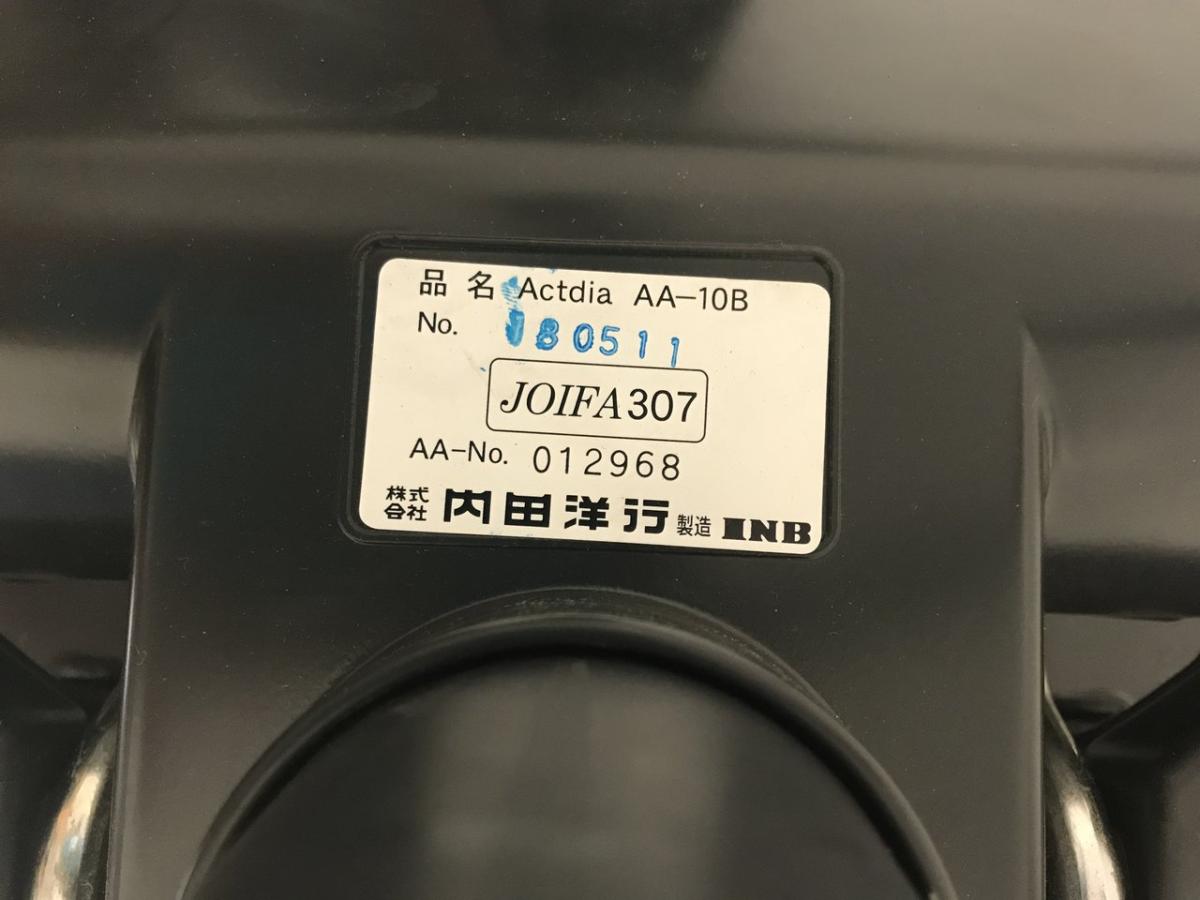 品名 Actdia AA-10B
No. 180511
JOIFA307
AA-No. 012968
株式会社 内田洋行 製造 INB